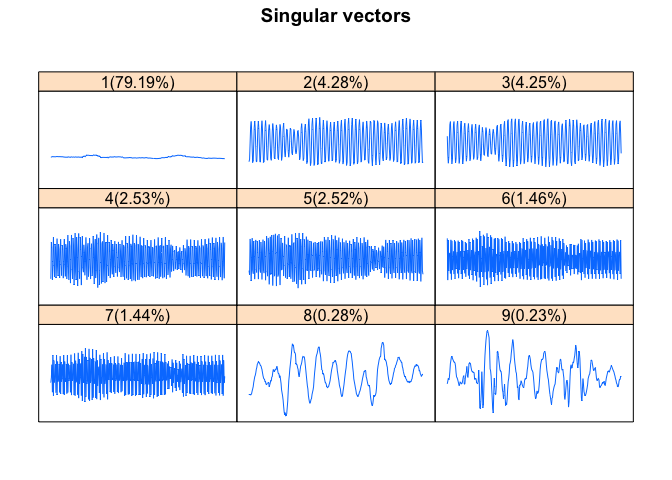 Singular vectors
1(79.19%) 2(4.28%) 3(4.25%)
4(2.53%) 5(2.52%) 6(1.46%)
7(1.44%) 8(0.28%) 9(0.23%)